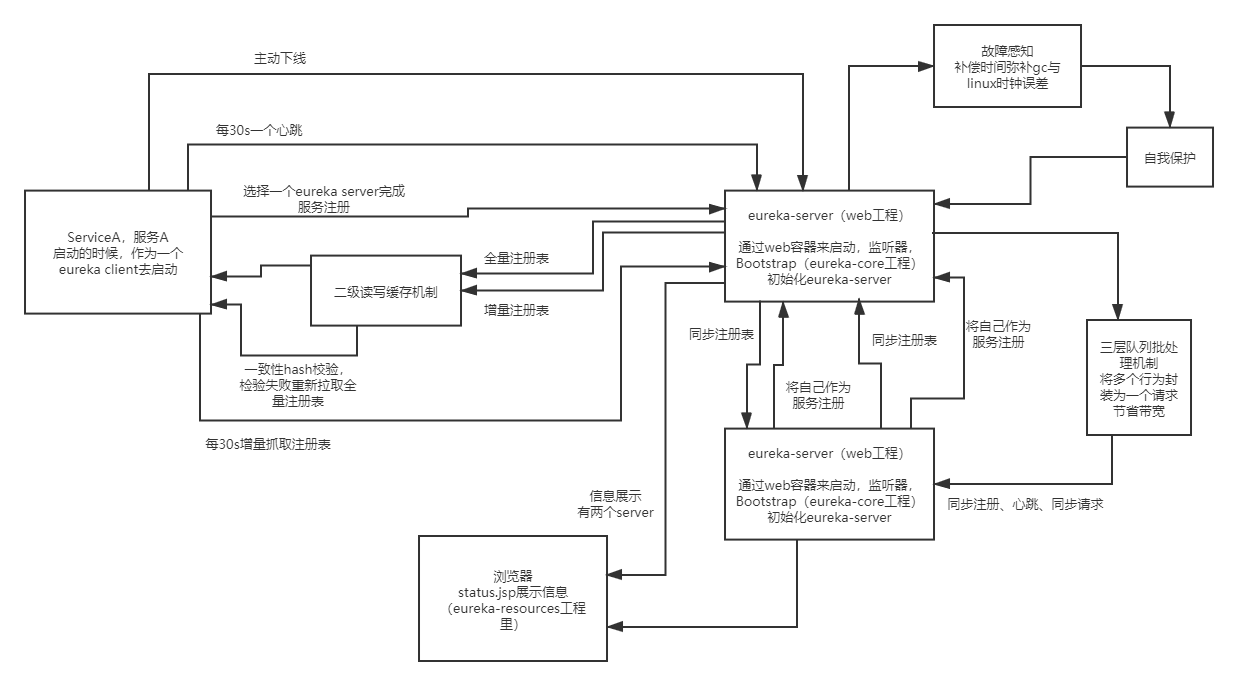 主动下线
故障感知
补偿时间弥补gc与
linux时钟误差
每30s一个心跳
自我保护
选择一个eureka server完成
服务注册
ServiceA，服务A
启动的时候，作为一个
eureka client去启动
eureka-server（web工程）
通过web容器来启动，监听器，
Bootstrap（eureka-core工程）
初始化eureka-server
全量注册表
二级读写缓存机制
增量注册表
同步注册表
同步注册表
将自己作为
服务注册
三层队列批处
理机制
将多个行为封
装为一个请求
节省带宽
一致性hash校验，
检验失败重新拉取全
量注册表
将自己作为
服务注册
每30s增量抓取注册表
eureka-server（web工程）
通过web容器来启动，监听器，
Bootstrap（eureka-core工程）
初始化eureka-server
信息展示
有两个server
同步注册、心跳、同步请求
浏览器
status.jsp展示信息
（eureka-resources工程
里）